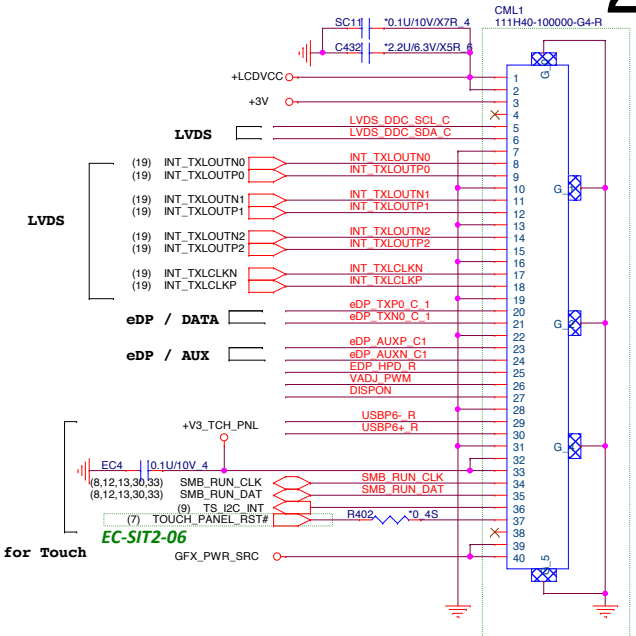 CML1
111H40-100000-G4-R
SC11 *0.1U/10V/X7R_4
C432 *2.2U/6.3V/X5R_6
+LCDVCC
+3V
LVDS
LVDS_DDC_SCL_C
LVDS_DDC_SDA_C
LVDS
(19) INT_TXLOUTN0 INT_TXLOUTN0
(19) INT_TXLOUTP0 INT_TXLOUTP0
(19) INT_TXLOUTN1 INT_TXLOUTN1
(19) INT_TXLOUTP1 INT_TXLOUTP1
(19) INT_TXLOUTN2 INT_TXLOUTN2
(19) INT_TXLOUTP2 INT_TXLOUTP2
(19) INT_TXLCLKN INT_TXLCLKN
(19) INT_TXLCLKP INT_TXLCLKP
eDP / DATA
eDP_TXP0_C_1
eDP_TXN0_C_1
eDP / AUX
eDP_AUXP_C1
eDP_AUXN_C1
EDP_HPD_R
VADJ_PWM
DISPON
USBP6-_R
USBP6+_R
+V3_TCH_PNL
EC4 0.1U/10V_4
(8,12,13,30,33) SMB_RUN_CLK SMB_RUN_CLK
(8,12,13,30,33) SMB_RUN_DAT SMB_RUN_DAT
(9) TS_I2C_INT
(7) TOUCH_PANEL_RST# R402 *0_4S
EC-SIT2-06
for Touch
GFX_PWR_SRC
1
2
3
4
5
6
7
8
9
10
11
12
13
14
15
16
17
18
19
20
21
22
23
24
25
26
27
28
29
30
31
32
33
34
35
36
37
38
39
40
G_5